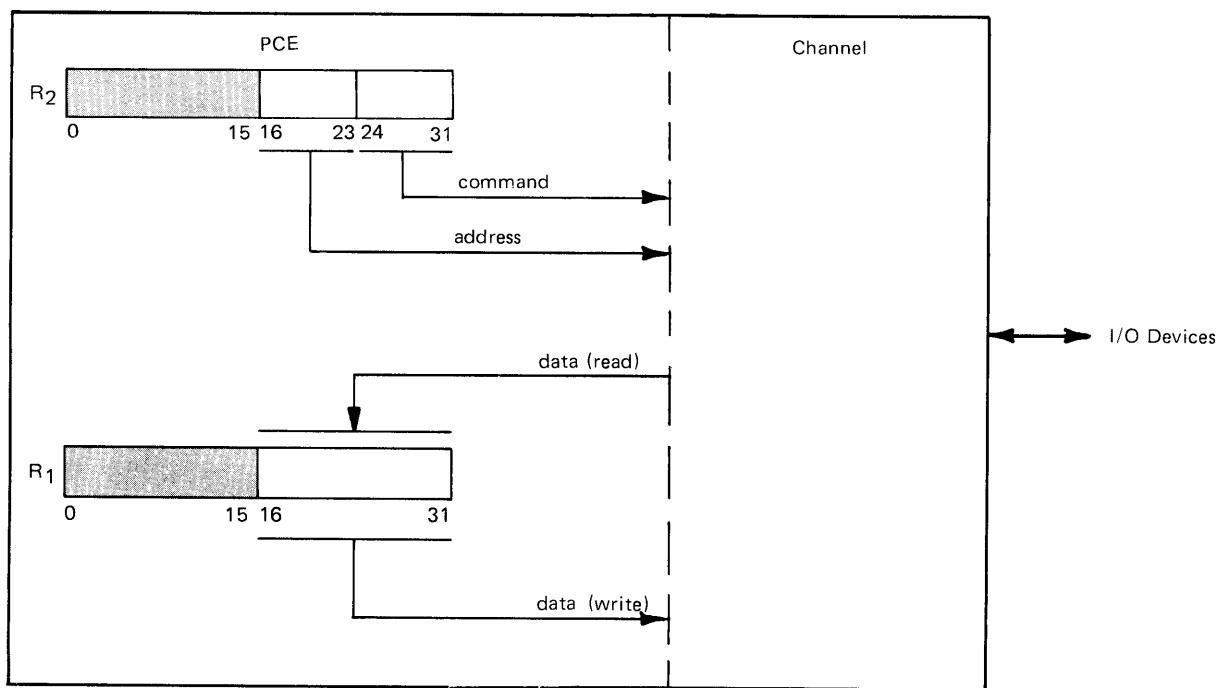 PCE
Channel
R2
0 15 16 23 24 31
command
address
I/O Devices
data (read)
R1
0 15 16 31
data (write)